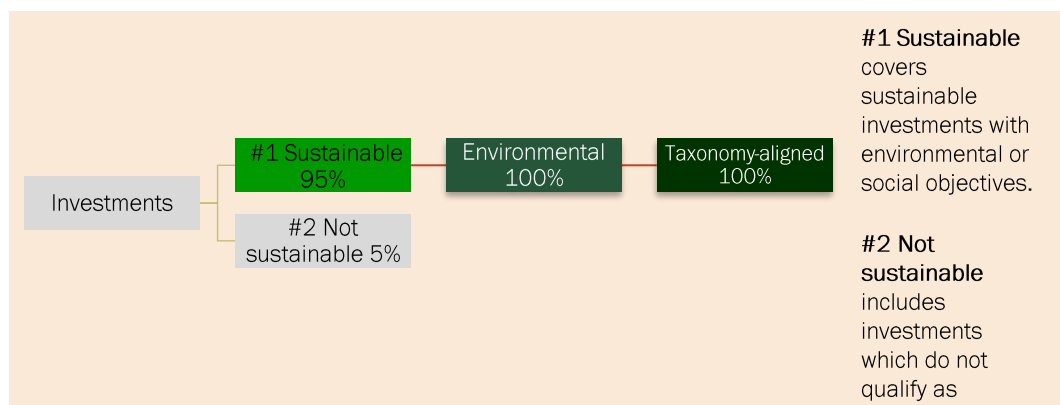 Investments
#1 Sustainable
95%
#2 Not
sustainable 5%
Environmental
100%
Taxonomy-aligned
100%
#1 Sustainable
covers
sustainable
investments with
environmental or
social objectives.
#2 Not
sustainable
includes
investments
which do not
qualify as